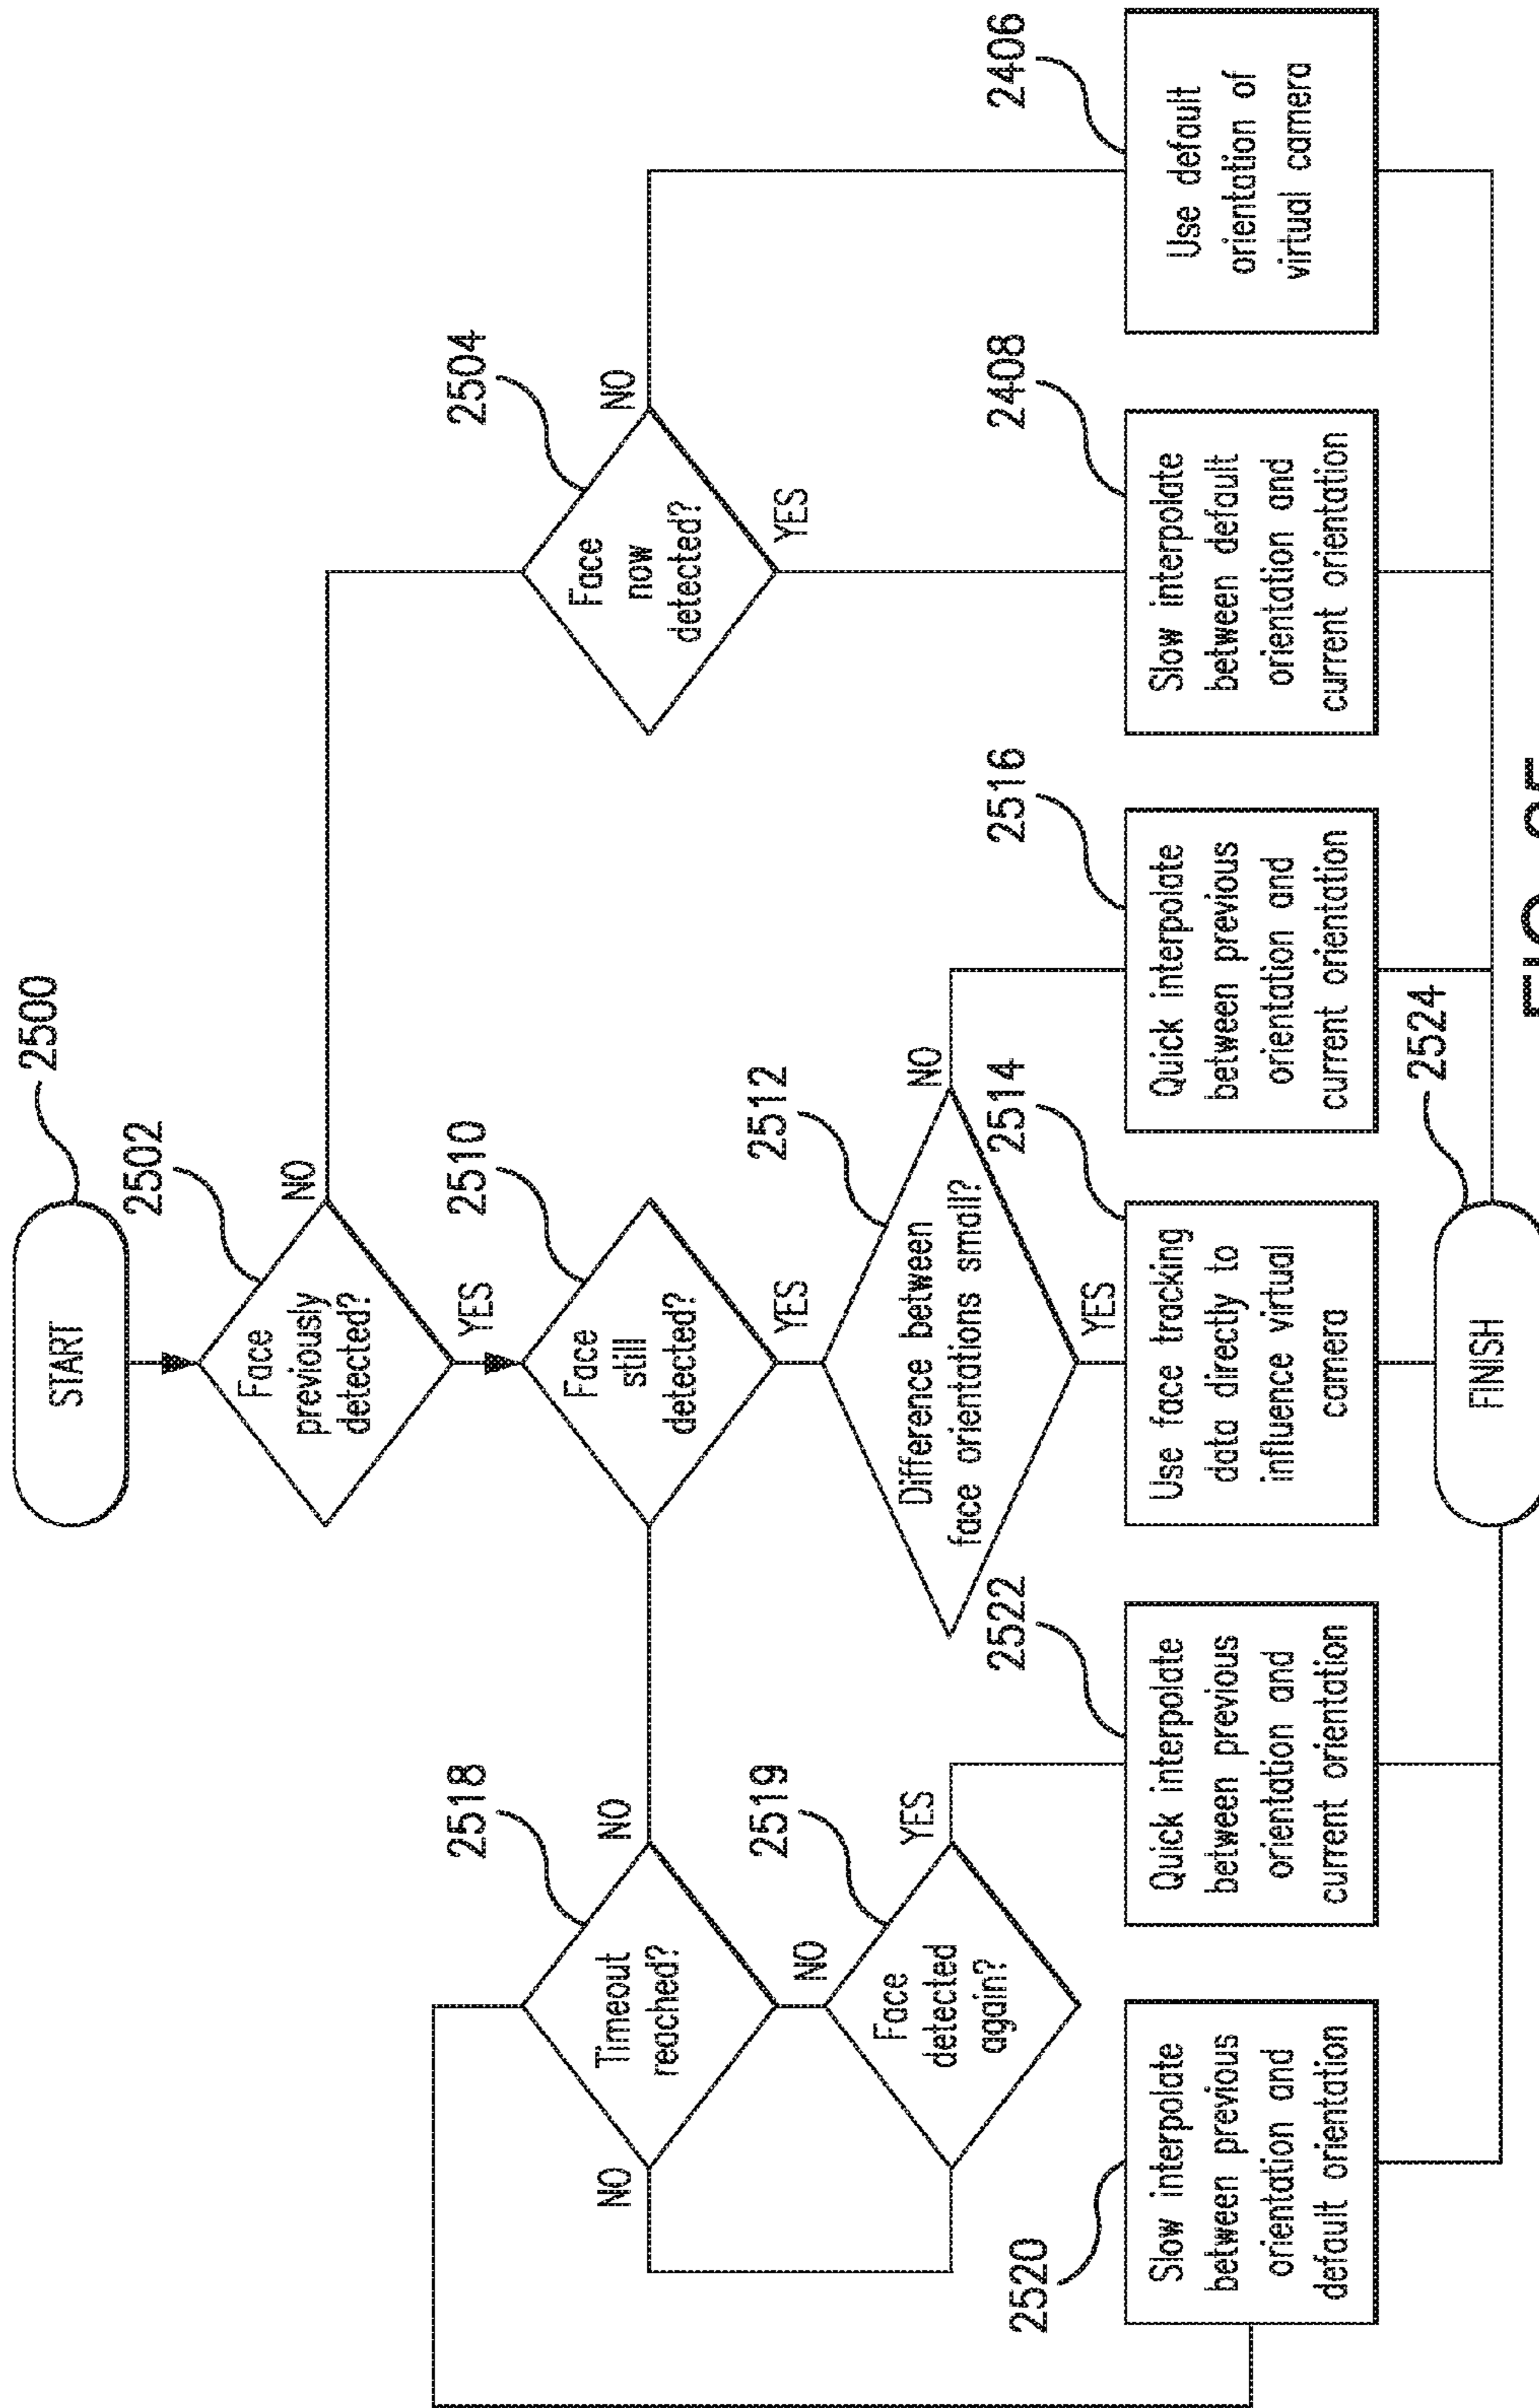 START
2500
2502
Face
previously
detected?
NO
YES
2510
Face
still
detected?
YES
2504
Face
now
detected?
NO
YES
2518
Timeout
reached?
NO
NO
2519
Face
detected
again?
NO
YES
2512
Difference between
face orientations small?
NO
YES
2520
Slow interpolate
between previous
orientation and
default orientation
2522
Quick interpolate
between previous
orientation and
current orientation
2514
Use face tracking
data directly to
influence virtual
camera
2516
Quick interpolate
between previous
orientation and
current orientation
2408
Slow interpolate
between default
orientation and
current orientation
2406
Use default
orientation of
virtual camera
FINISH
2524